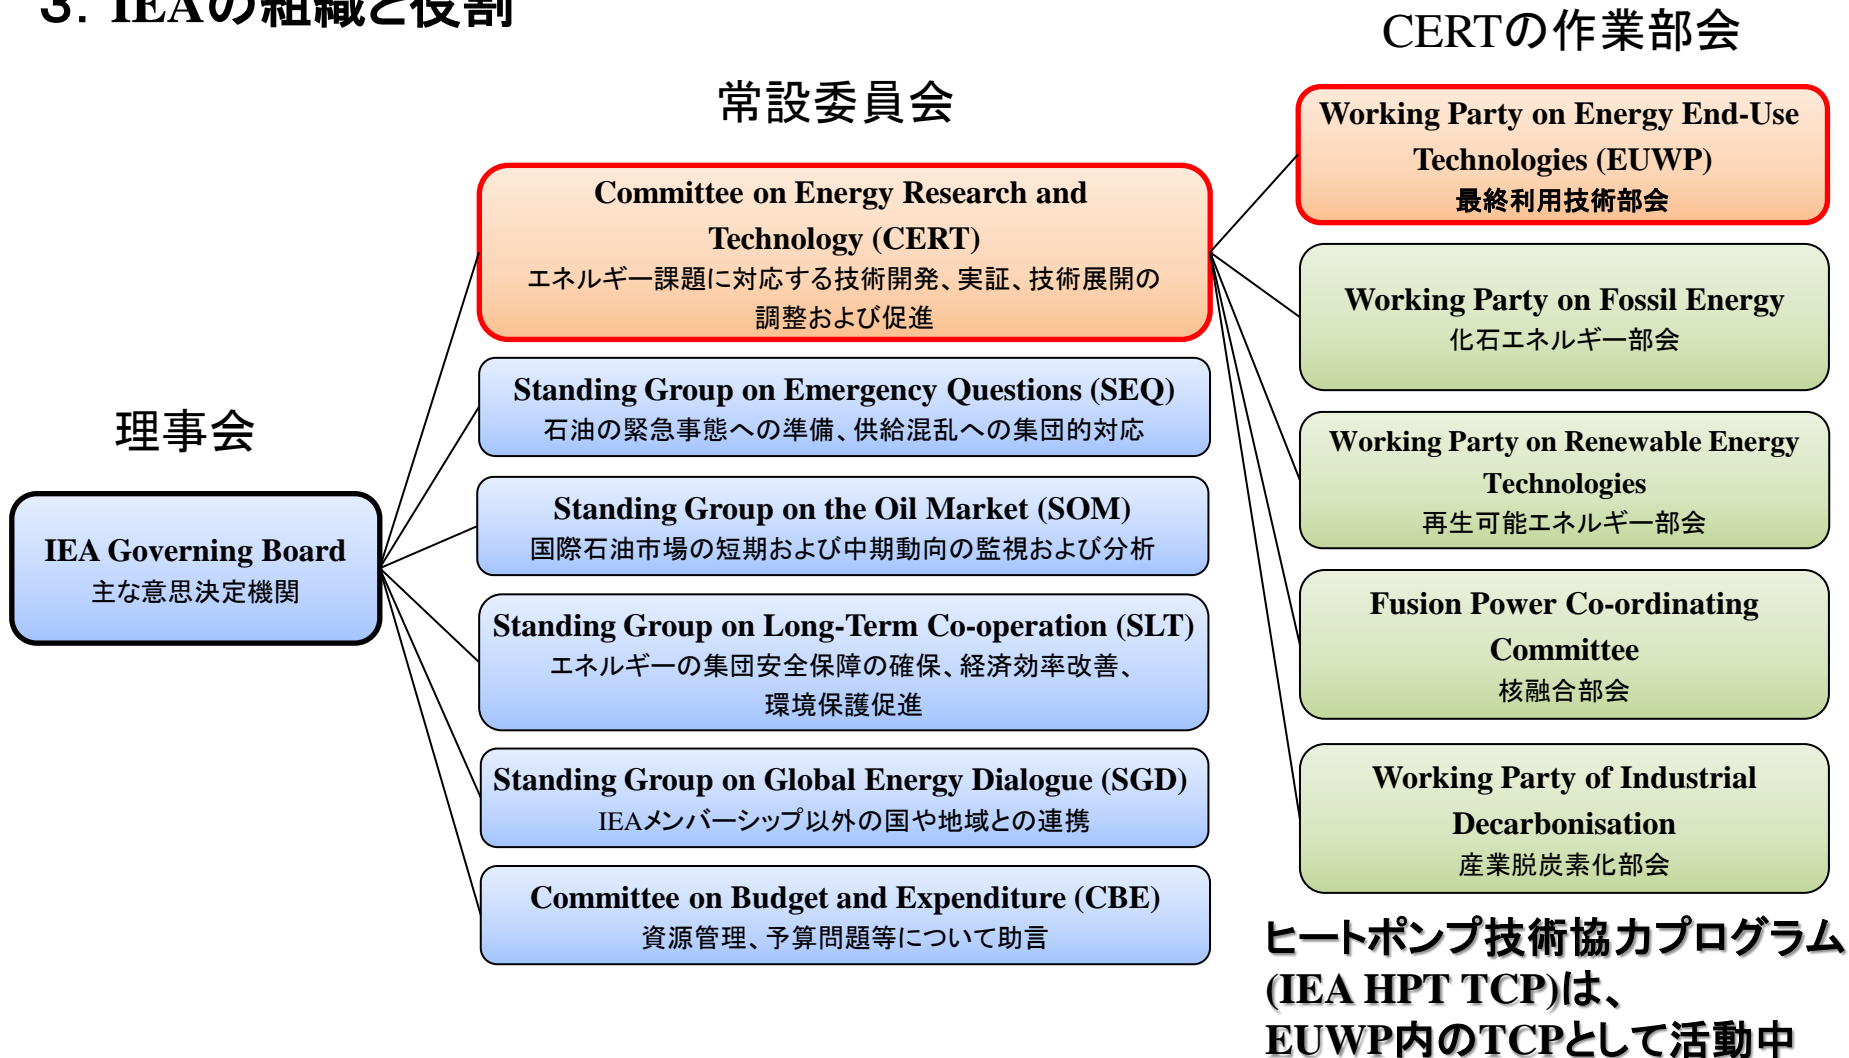 3. IEAの組織と役割
理事会
IEA Governing Board
主な意思決定機関
常設委員会
Committee on Energy Research and
Technology (CERT)
エネルギー課題に対応する技術開発、実証、技術展開の
調整および促進
Standing Group on Emergency Questions (SEQ)
石油の緊急事態への準備、供給混乱への集団的対応
Standing Group on the Oil Market (SOM)
国際石油市場の短期および中期動向の監視および分析
Standing Group on Long-Term Co-operation (SLT)
エネルギーの集団安全保障の確保、経済効率改善、
環境保護促進
Standing Group on Global Energy Dialogue (SGD)
IEAメンバーシップ以外の国や地域との連携
Committee on Budget and Expenditure (CBE)
資源管理、予算問題等について助言
CERTの作業部会
Working Party on Energy End-Use
Technologies (EUWP)
最終利用技術部会
Working Party on Fossil Energy
化石エネルギー部会
Working Party on Renewable Energy
Technologies
再生可能エネルギー部会
Fusion Power Co-ordinating
Committee
核融合部会
Working Party of Industrial
Decarbonisation
産業脱炭素化部会
ヒートポンプ技術協力プログラム
(IEA HPT TCP)は、
EUWP内のTCPとして活動中